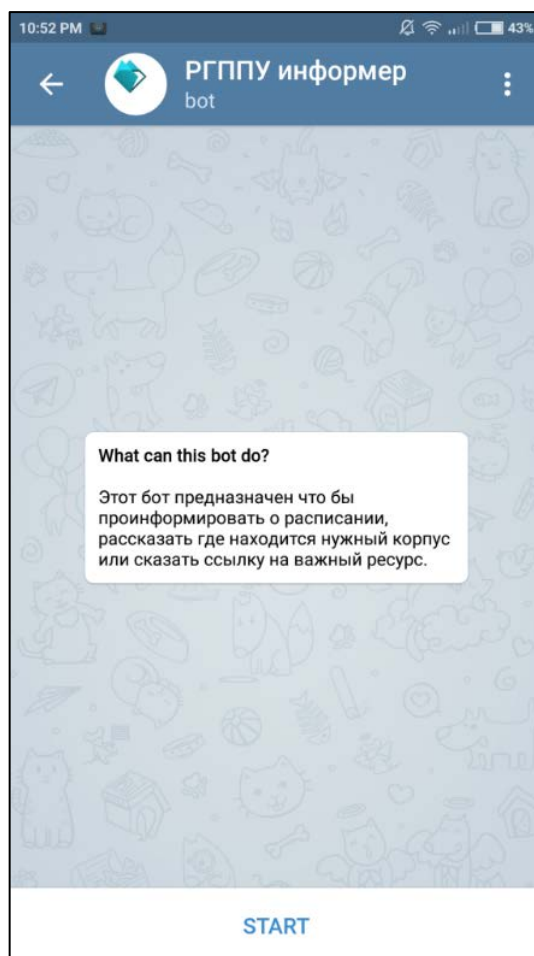 10:52 PM 43%
РГППУ информер
bot
What can this bot do?
Этот бот предназначен что бы
проинформировать о расписании,
рассказать где находится нужный корпус
или сказать ссылку на важный ресурс.
START